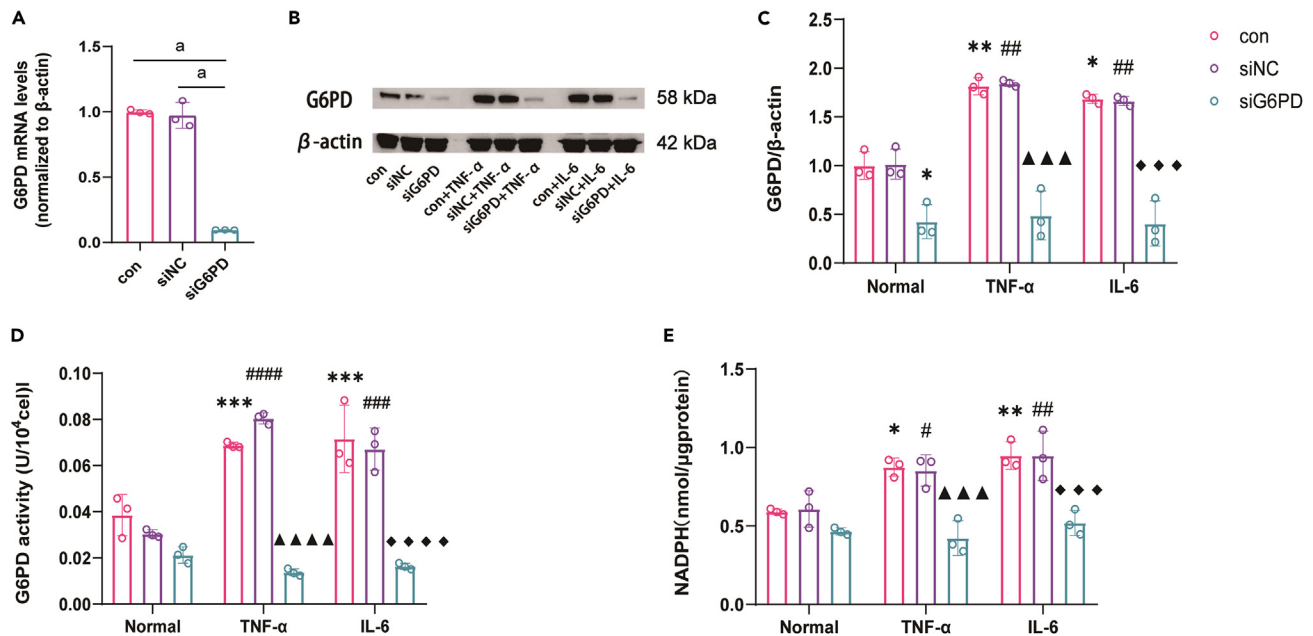 A
G6PD mRNA levels
(normalized to β-actin)
1.5
1.0
0.5
0.0
a
a
con
siNC
siG6PD
B
G6PD
58 kDa
β-actin
42 kDa
con
siNC
siG6PD
con+TNF-α
siNC+TNF-α
siG6PD+TNF-α
con+IL-6
siNC+IL-6
siG6PD+IL-6
C
G6PD/β-actin
2.5
2.0
1.5
1.0
0.5
0.0
*
** ##
▲▲▲
* ##
◆◆◆
Normal
TNF-α
IL-6
con
siNC
siG6PD
D
G6PD activity (U/10⁴cel)l
0.10
0.08
0.06
0.04
0.02
0.00
*** ####
▲▲▲▲
*** ###
◆◆◆◆
Normal
TNF-α
IL-6
E
NADPH(nmol/μgprotein)
1.5
1.0
0.5
0.0
* #
▲▲▲
** ##
◆◆◆
Normal
TNF-α
IL-6